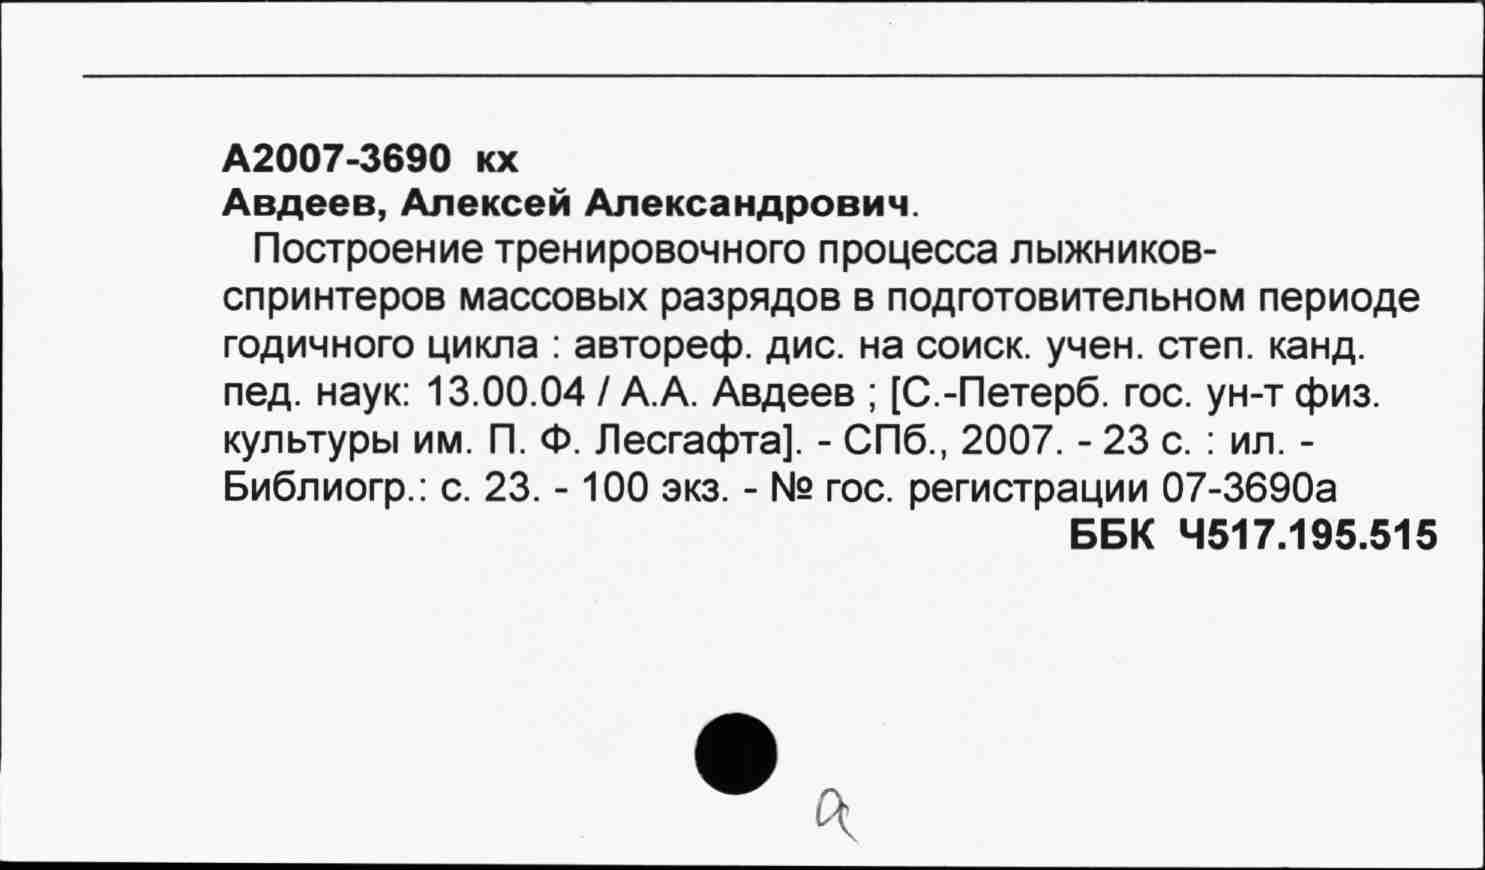 А2007-3690 кх
Авдеев, Алексей Александрович.
Построение тренировочного процесса лыжников-
спринтеров массовых разрядов в подготовительном периоде
годичного цикла : автореф. дис. на соиск. учен. степ. канд.
пед. наук: 13.00.04 / А.А. Авдеев ; [С.-Петерб. гос. ун-т физ.
культуры им. П. Ф. Лесгафта]. - СПб., 2007. - 23 с. : ил. -
Библиогр.: с. 23. - 100 экз. - № гос. регистрации 07-3690а
ББК Ч517.195.515
а